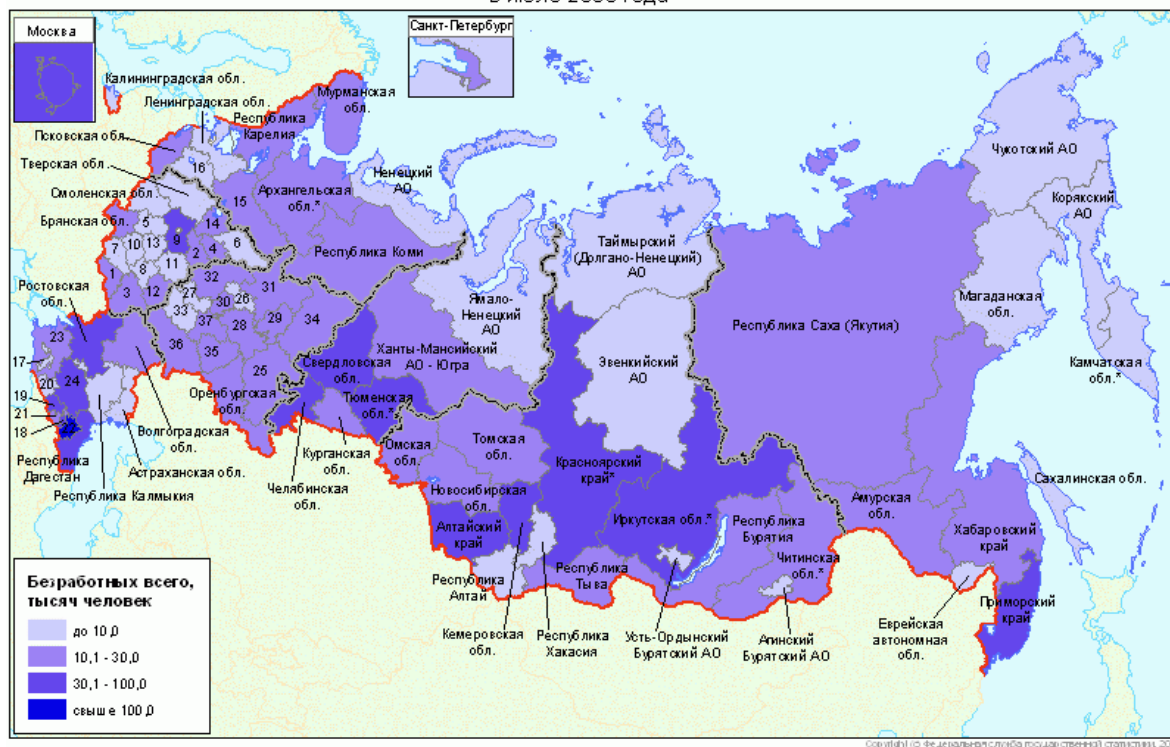 Москва
Санкт-Петербург
Калининградская обл.
Ленинградская обл.
Мурманская
обл.
Республика
Карелия
Псковская обл.
Тверская обл.
Смоленская обл.
Брянская обл.
16
15
Архангельская
обл.*
Ненецкий
АО
Республика Коми
5
14
7
10
13
9
2
4
6
1
8
11
3
12
Ростовская
обл.
32
31
27
33
30
26
37
28
29
34
36
35
25
23
17
20
24
19
21
18
22
Республика
Дагестан
Волгоградская
обл.
Астраханская обл.
Республика Калмыкия
Оренбургская
обл.
Свердловская
обл.
Тюменская
обл.*
Курганская
обл.
Челябинская
обл.
Ямало-
Ненецкий
АО
Ханты-Мансийский
АО - Югра
Таймырский
(Долгано-Ненецкий)
АО
Эвенкийский
АО
Омская
обл.
Томская
обл.
Новосибирская
обл.
Алтайский
край
Красноярский
край*
Иркутская обл.*
Республика
Алтай
Кемеровская
обл.
Республика
Хакасия
Республика
Тыва
Усть-Ордынский
Бурятский АО
Республика
Бурятия
Читинская
обл.*
Агинский
Бурятский АО
Республика Саха (Якутия)
Чукотский АО
Корякский
АО
Магаданская
обл.
Камчатская
обл.*
Сахалинская обл.
Амурская
обл.
Хабаровский
край
Приморский
край
Еврейская
автономная
обл.
Безработных всего,
тысяч человек
до 10,0
10,1 - 30,0
30,1 - 100,0
свыше 100,0
Copyright (c) Федеральная служба государственной статистики,